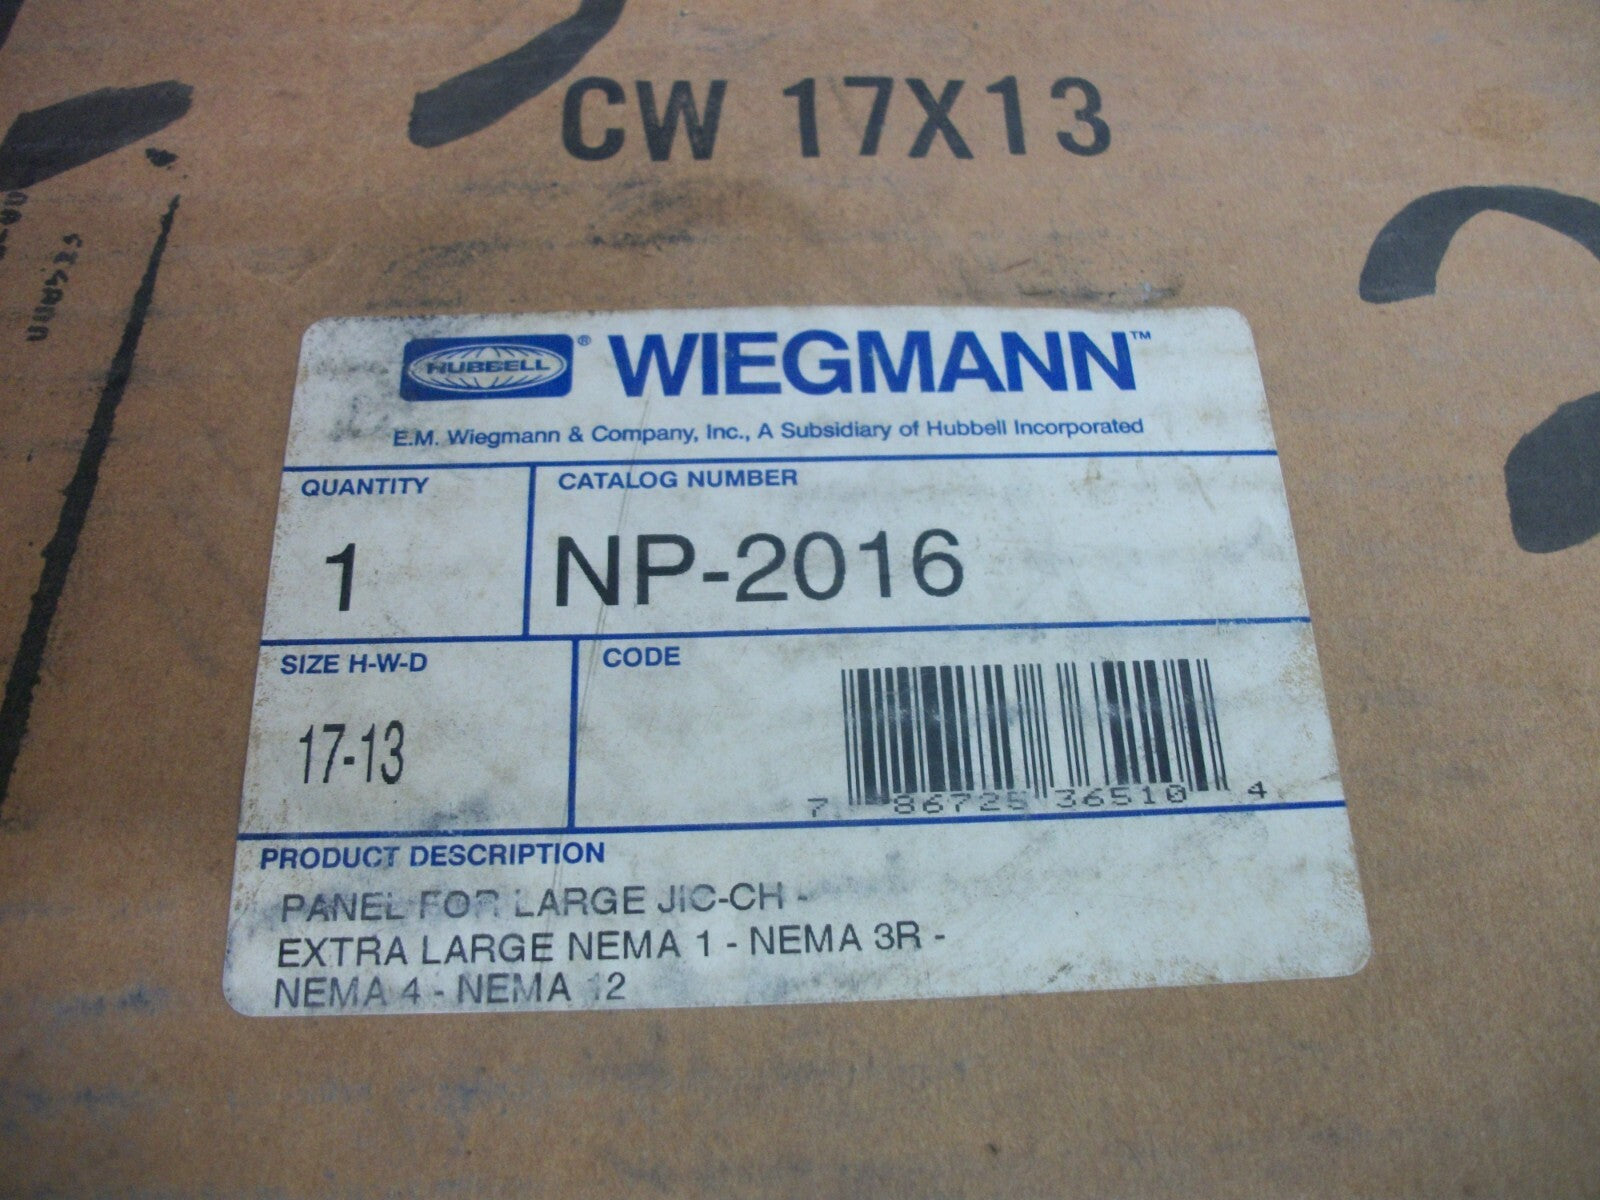 CW 17X13
HUBBELL® WIEGMANN™
E.M. Wiegmann & Company, Inc., A Subsidiary of Hubbell Incorporated
QUANTITY
1
CATALOG NUMBER
NP-2016
SIZE H-W-D
17-13
CODE
7 86725 36510 4
PRODUCT DESCRIPTION
PANEL FOR LARGE JIC-CH -
EXTRA LARGE NEMA 1 - NEMA 3R -
NEMA 4 - NEMA 12